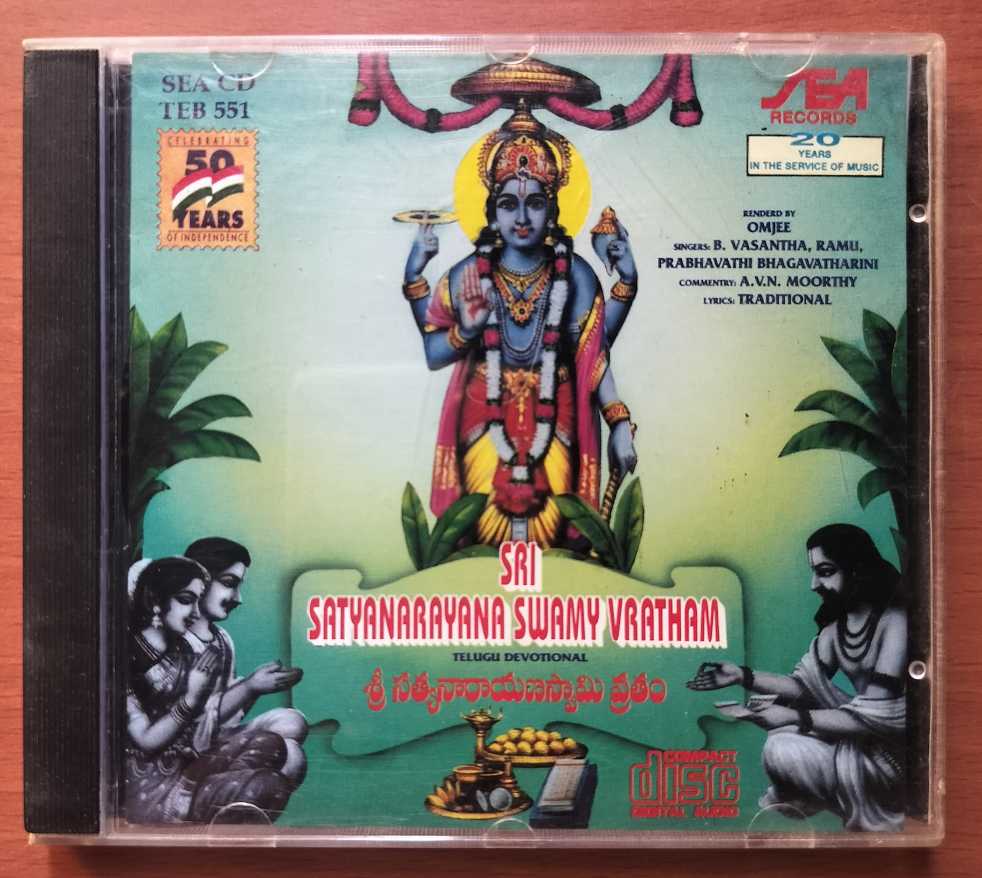 SEA CD
TEB 551
CELEBRATING
50
YEARS
OF INDEPENDENCE
SEA
RECORDS
20
YEARS
IN THE SERVICE OF MUSIC
RENDERD BY
OMJEE
SINGERS: B. VASANTHA, RAMU,
PRABHAVATHI BHAGAVATHARINI
COMMENTRY: A.V.N. MOORTHY
LYRICS: TRADITIONAL
SRI
SATYANARAYANA SWAMY VRATHAM
TELUGU DEVOTIONAL
శ్రీ సత్యనారాయణస్వామి వ్రతం
COMPACT
disc
DIGITAL AUDIO